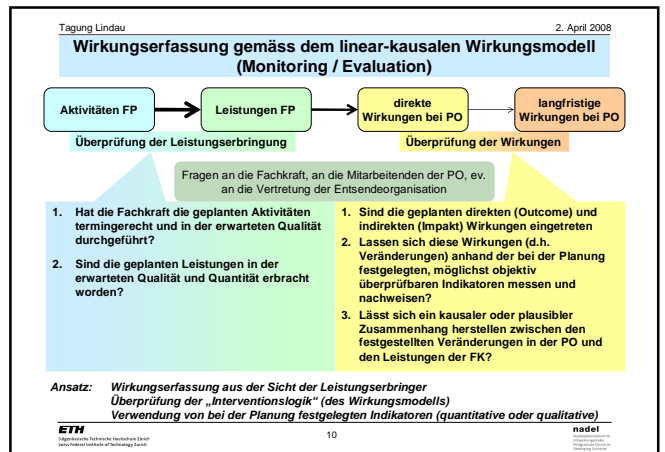 Tagung Lindau 2. April 2008
Wirkungserfassung gemäss dem linear-kausalen Wirkungsmodell
(Monitoring / Evaluation)
Aktivitäten FP
Leistungen FP
direkte
Wirkungen bei PO
langfristige
Wirkungen bei PO
Überprüfung der Leistungserbringung
Überprüfung der Wirkungen
Fragen an die Fachkraft, an die Mitarbeitenden der PO, ev.
an die Vertretung der Entsendeorganisation
1. Hat die Fachkraft die geplanten Aktivitäten
termingerecht und in der erwarteten Qualität
durchgeführt?
2. Sind die geplanten Leistungen in der
erwarteten Qualität und Quantität erbracht
worden?
1. Sind die geplanten direkten (Outcome) und
indirekten (Impakt) Wirkungen eingetreten
2. Lassen sich diese Wirkungen (d.h.
Veränderungen) anhand der bei der Planung
festgelegten, möglichst objektiv
überprüfbaren Indikatoren messen und
nachweisen?
3. Lässt sich ein kausaler oder plausibler
Zusammenhang herstellen zwischen den
festgestellten Veränderungen in der PO und
den Leistungen der FK?
Ansatz: Wirkungserfassung aus der Sicht der Leistungserbringer
Überprüfung der „Interventionslogik“ (des Wirkungsmodells)
Verwendung von bei der Planung festgelegten Indikatoren (quantitative oder qualitative)
ETH
Eidgenössische Technische Hochschule Zürich
Swiss Federal Institute of Technology Zurich
10
nadel